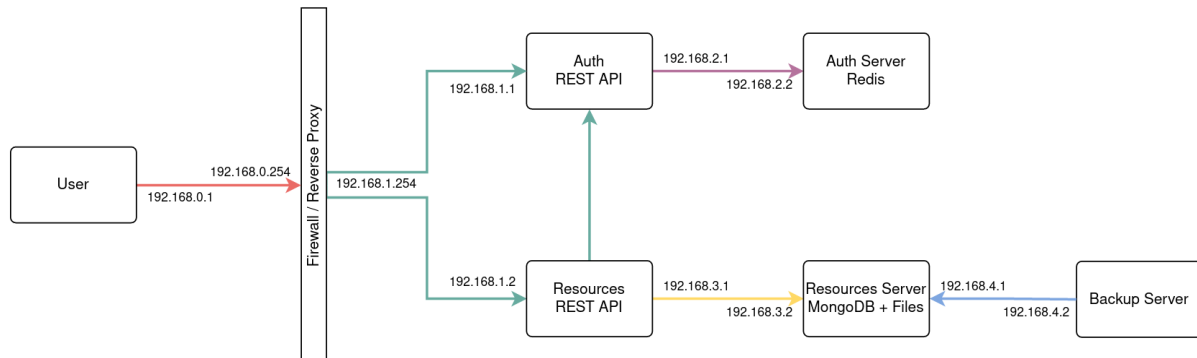 User
192.168.0.254
192.168.0.1
Firewall / Reverse Proxy
192.168.1.254
192.168.1.1
Auth
REST API
192.168.2.1
192.168.2.2
Auth Server
Redis
192.168.1.2
Resources
REST API
192.168.3.1
192.168.3.2
Resources Server
MongoDB + Files
192.168.4.1
192.168.4.2
Backup Server